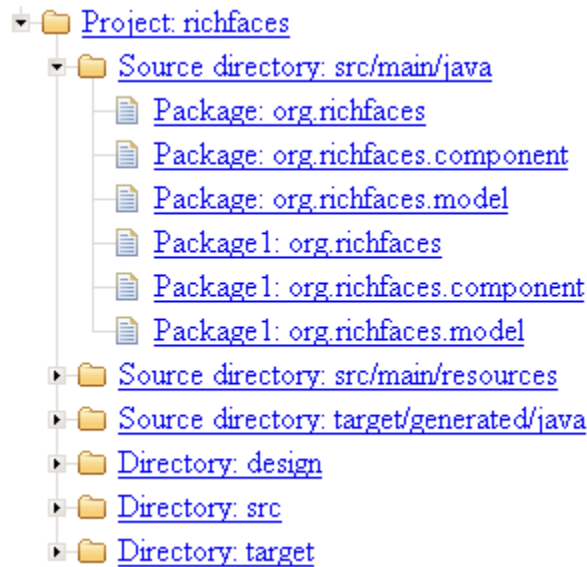 Project: richfaces
Source directory: src/main/java
Package: org.richfaces
Package: org.richfaces.component
Package: org.richfaces.model
Package1: org.richfaces
Package1: org.richfaces.component
Package1: org.richfaces.model
Source directory: src/main/resources
Source directory: target/generated/java
Directory: design
Directory: src
Directory: target